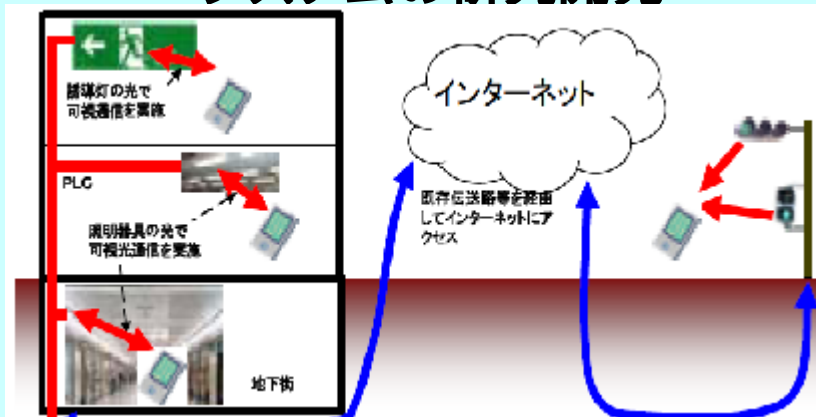 誘導灯の光で
可視通信を実施
PLC
照明器具の光で
可視光通信を実施
地下街
インターネット
既存伝送路等を経由
してインターネットにア
クセス